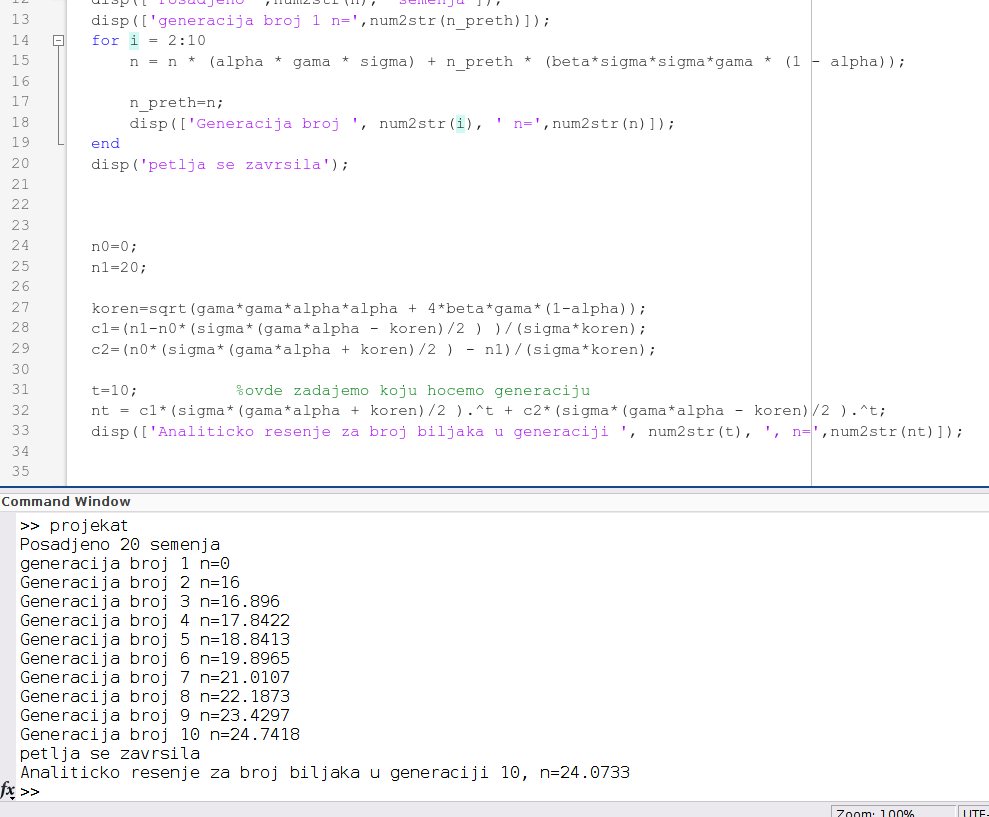 12 disp(['Posadjeno ',num2str(n), ' semenja']);
13 disp(['generacija broj 1 n=',num2str(n_preth)]);
14 for i = 2:10
15 n = n * (alpha * gama * sigma) + n_preth * (beta*sigma*sigma*gama * (1 - alpha));
16
17 n_preth=n;
18 disp(['Generacija broj ', num2str(i), ' n=',num2str(n)]);
19 end
20 disp('petlja se zavrsila');
21
22
23
24 n0=0;
25 n1=20;
26
27 koren=sqrt(gama*gama*alpha*alpha + 4*beta*gama*(1-alpha));
28 c1=(n1-n0*(sigma*(gama*alpha - koren)/2 ) )/(sigma*koren);
29 c2=(n0*(sigma*(gama*alpha + koren)/2 ) - n1)/(sigma*koren);
30
31 t=10; %ovde zadajemo koju hocemo generaciju
32 nt = c1*(sigma*(gama*alpha + koren)/2 ).^t + c2*(sigma*(gama*alpha - koren)/2 ).^t;
33 disp(['Analiticko resenje za broj biljaka u generaciji ', num2str(t), ', n=',num2str(nt)]);
34
35
Command Window
>> projekat
Posadjeno 20 semenja
generacija broj 1 n=0
Generacija broj 2 n=16
Generacija broj 3 n=16.896
Generacija broj 4 n=17.8422
Generacija broj 5 n=18.8413
Generacija broj 6 n=19.8965
Generacija broj 7 n=21.0107
Generacija broj 8 n=22.1873
Generacija broj 9 n=23.4297
Generacija broj 10 n=24.7418
petlja se zavrsila
Analiticko resenje za broj biljaka u generaciji 10, n=24.0733
fx >>
Zoom: 100% UTF-